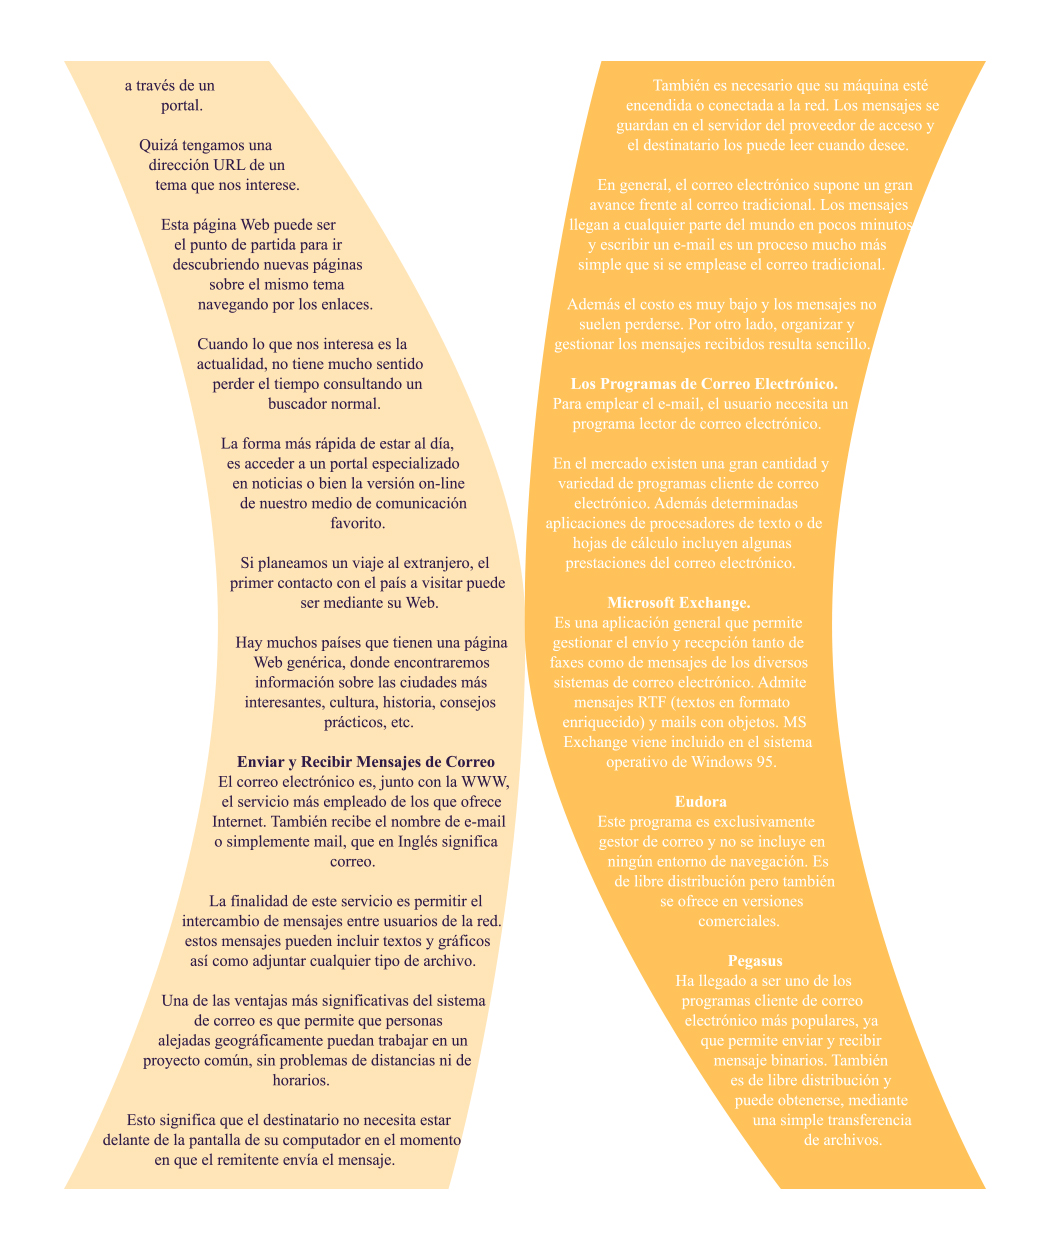 a través de un
portal.
Quizá tengamos una
dirección URL de un
tema que nos interese.
Esta página Web puede ser
el punto de partida para ir
descubriendo nuevas páginas
sobre el mismo tema
navegando por los enlaces.
Cuando lo que nos interesa es la
actualidad, no tiene mucho sentido
perder el tiempo consultando un
buscador normal.
La forma más rápida de estar al día,
es acceder a un portal especializado
en noticias o bien la versión on-line
de nuestro medio de comunicación
favorito.
Si planeamos un viaje al extranjero, el
primer contacto con el país a visitar puede
ser mediante su Web.
Hay muchos países que tienen una página
Web genérica, donde encontraremos
información sobre las ciudades más
interesantes, cultura, historia, consejos
prácticos, etc.
Enviar y Recibir Mensajes de Correo
El correo electrónico es, junto con la WWW,
el servicio más empleado de los que ofrece
Internet. También recibe el nombre de e-mail
o simplemente mail, que en Inglés significa
correo.
La finalidad de este servicio es permitir el
intercambio de mensajes entre usuarios de la red.
estos mensajes pueden incluir textos y gráficos
así como adjuntar cualquier tipo de archivo.
Una de las ventajas más significativas del sistema
de correo es que permite que personas
alejadas geográficamente puedan trabajar en un
proyecto común, sin problemas de distancias ni de
horarios.
Esto significa que el destinatario no necesita estar
delante de la pantalla de su computador en el momento
en que el remitente envía el mensaje.
También es necesario que su máquina esté
encendida o conectada a la red. Los mensajes se
guardan en el servidor del proveedor de acceso y
el destinatario los puede leer cuando desee.
En general, el correo electrónico supone un gran
avance frente al correo tradicional. Los mensajes
llegan a cualquier parte del mundo en pocos minutos
y escribir un e-mail es un proceso mucho más
simple que si se emplease el correo tradicional.
Además el costo es muy bajo y los mensajes no
suelen perderse. Por otro lado, organizar y
gestionar los mensajes recibidos resulta sencillo.
Los Programas de Correo Electrónico.
Para emplear el e-mail, el usuario necesita un
programa lector de correo electrónico.
En el mercado existen una gran cantidad y
variedad de programas cliente de correo
electrónico. Además determinadas
aplicaciones de procesadores de texto o de
hojas de cálculo incluyen algunas
prestaciones del correo electrónico.
Microsoft Exchange.
Es una aplicación general que permite
gestionar el envío y recepción tanto de
faxes como de mensajes de los diversos
sistemas de correo electrónico. Admite
mensajes RTF (textos en formato
enriquecido) y mails con objetos. MS
Exchange viene incluido en el sistema
operativo de Windows 95.
Eudora
Este programa es exclusivamente
gestor de correo y no se incluye en
ningún entorno de navegación. Es
de libre distribución pero también
se ofrece en versiones
comerciales.
Pegasus
Ha llegado a ser uno de los
programas cliente de correo
electrónico más populares, ya
que permite enviar y recibir
mensaje binarios. También
es de libre distribución y
puede obtenerse, mediante
una simple transferencia
de archivos.